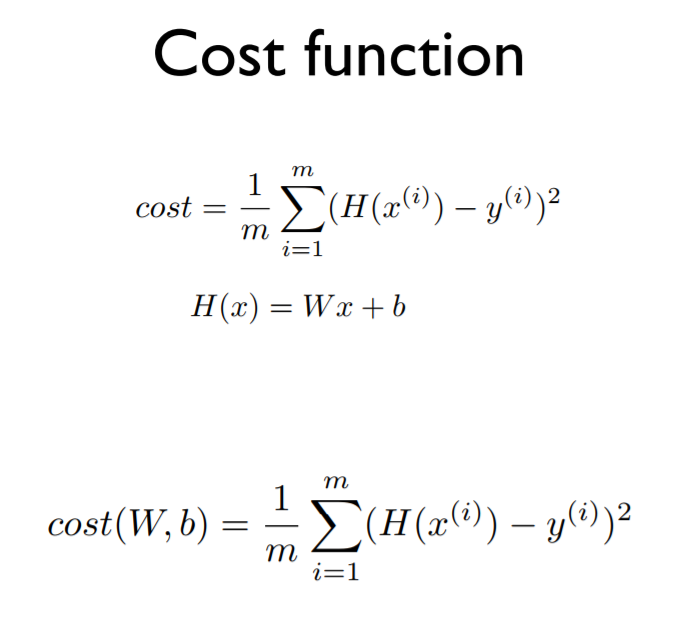 Cost function
cost = \frac{1}{m} \sum_{i=1}^{m} (H(x^{(i)}) - y^{(i)})^2
H(x) = Wx + b
cost(W, b) = \frac{1}{m} \sum_{i=1}^{m} (H(x^{(i)}) - y^{(i)})^2